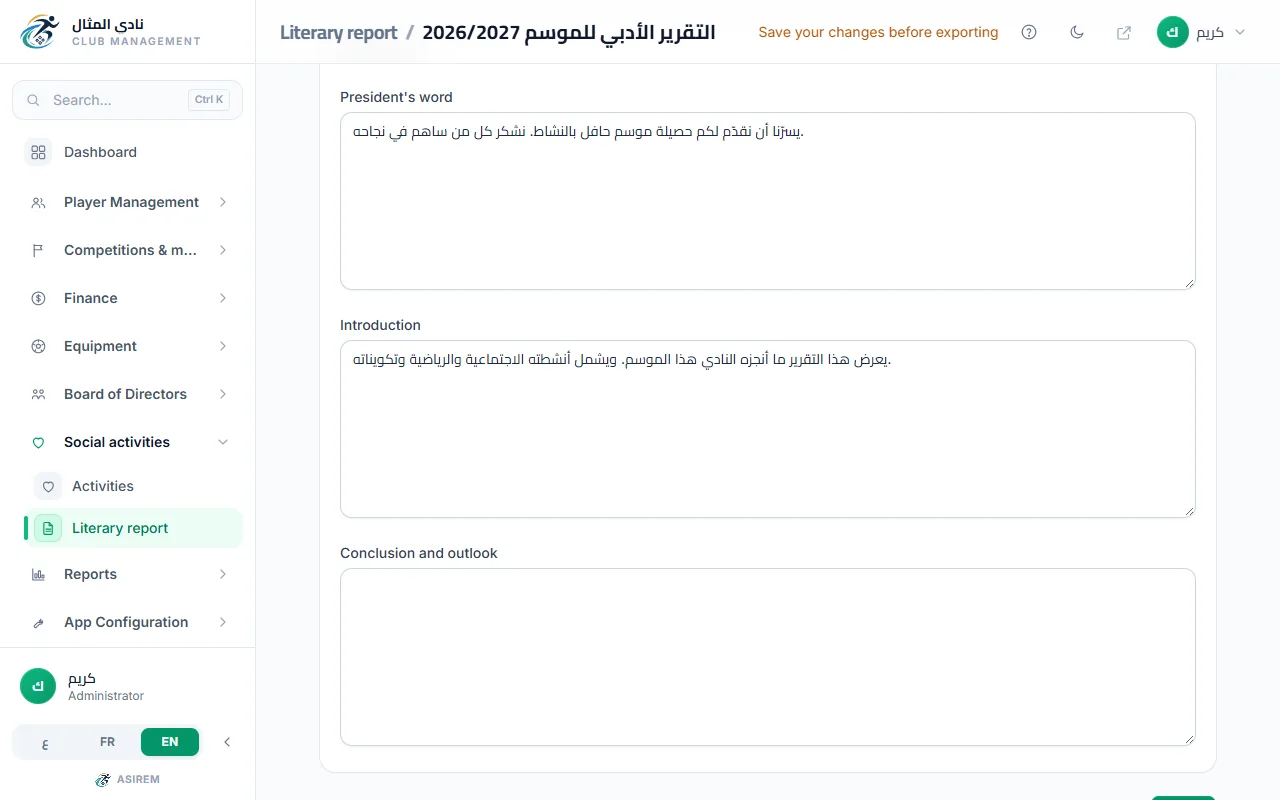 نادي المثال
CLUB MANAGEMENT
Search...
Ctrl K
Dashboard
Player Management
Competitions & m...
Finance
Equipment
Board of Directors
Social activities
Activities
Literary report
Reports
App Configuration
كريم
ك
Administrator
ع
FR
EN
ASIREM
Literary report / التقرير الأدبي للموسم 2026/2027
Save your changes before exporting
ك
كريم
President's word
يسرّنا أن نقدّم لكم حصيلة موسم حافل بالنشاط. نشكر كل من ساهم في نجاحه.
Introduction
يعرض هذا التقرير ما أنجزه النادي هذا الموسم. ويشمل أنشطته الاجتماعية والرياضية وتكويناته.
Conclusion and outlook